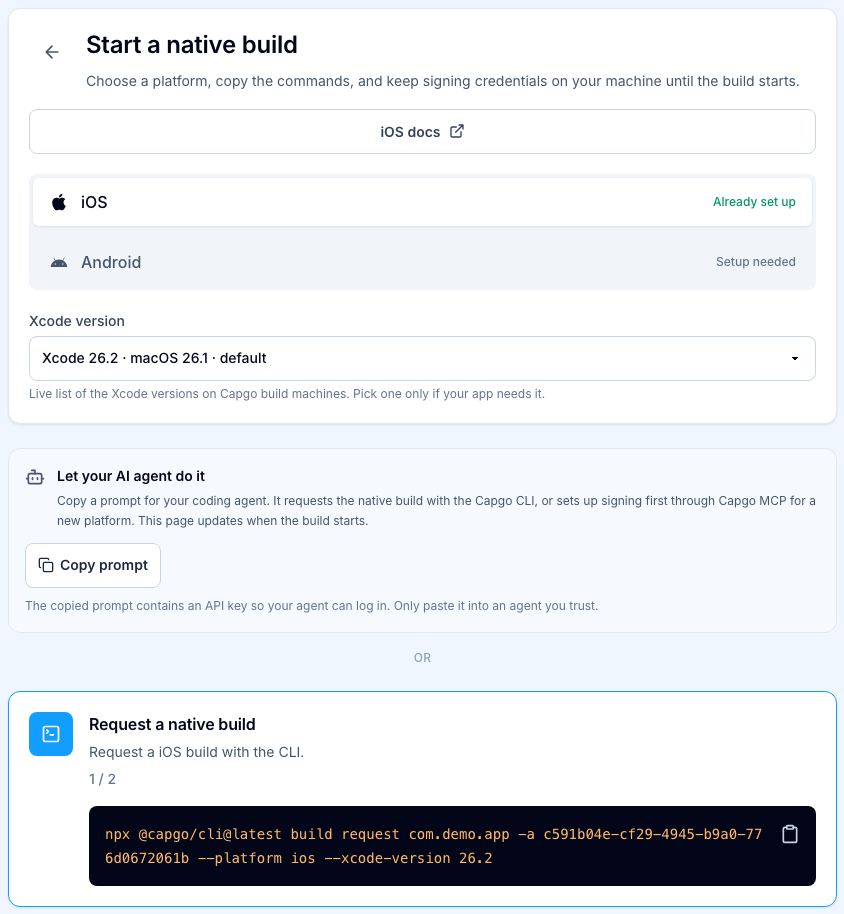 Start a native build
Choose a platform, copy the commands, and keep signing credentials on your machine until the build starts.
iOS docs
iOS
Already set up
Android
Setup needed
Xcode version
Xcode 26.2 · macOS 26.1 · default
Live list of the Xcode versions on Capgo build machines. Pick one only if your app needs it.
Let your AI agent do it
Copy a prompt for your coding agent. It requests the native build with the Capgo CLI, or sets up signing first through Capgo MCP for a
new platform. This page updates when the build starts.
Copy prompt
The copied prompt contains an API key so your agent can log in. Only paste it into an agent you trust.
OR
Request a native build
Request a iOS build with the CLI.
1 / 2
npx @capgo/cli@latest build request com.demo.app -a c591b04e-cf29-4945-b9a0-77
6d0672061b --platform ios --xcode-version 26.2